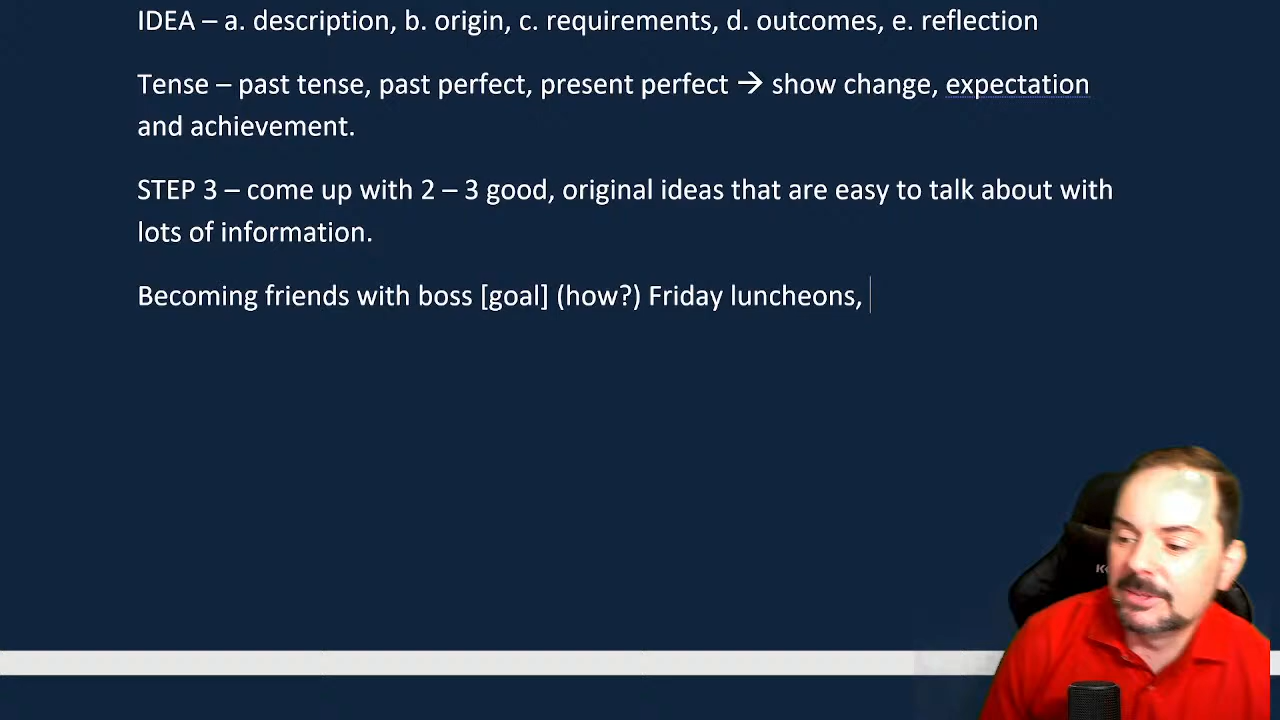 IDEA – a. description, b. origin, c. requirements, d. outcomes, e. reflection
Tense – past tense, past perfect, present perfect → show change, expectation
and achievement.
STEP 3 – come up with 2 – 3 good, original ideas that are easy to talk about with
lots of information.
Becoming friends with boss [goal] (how?) Friday luncheons,